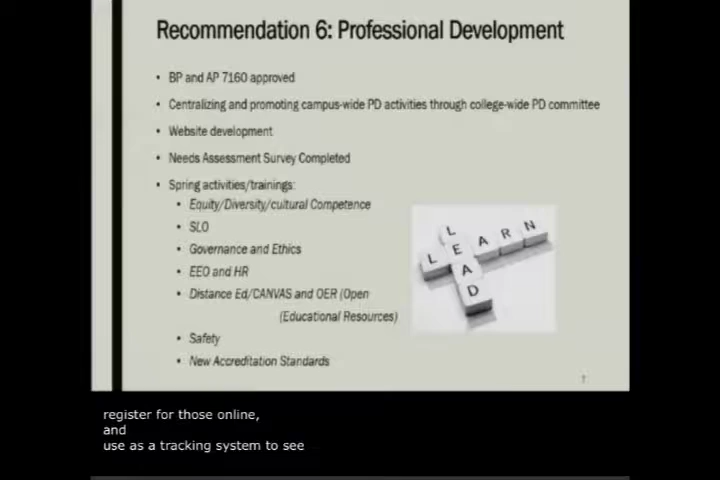 Recommendation 6: Professional Development
• BP and AP 7160 approved
• Centralizing and promoting campus-wide PD activities through college-wide PD committee
• Website development
• Needs Assessment Survey Completed
• Spring activities/trainings:
• Equity/Diversity/cultural Competence
• SLO
• Governance and Ethics
• EEO and HR
• Distance Ed/CANVAS and OER (Open
(Educational Resources)
• Safety
• New Accreditation Standards
LEARN
LEAD
register for those online,
and
use as a tracking system to see